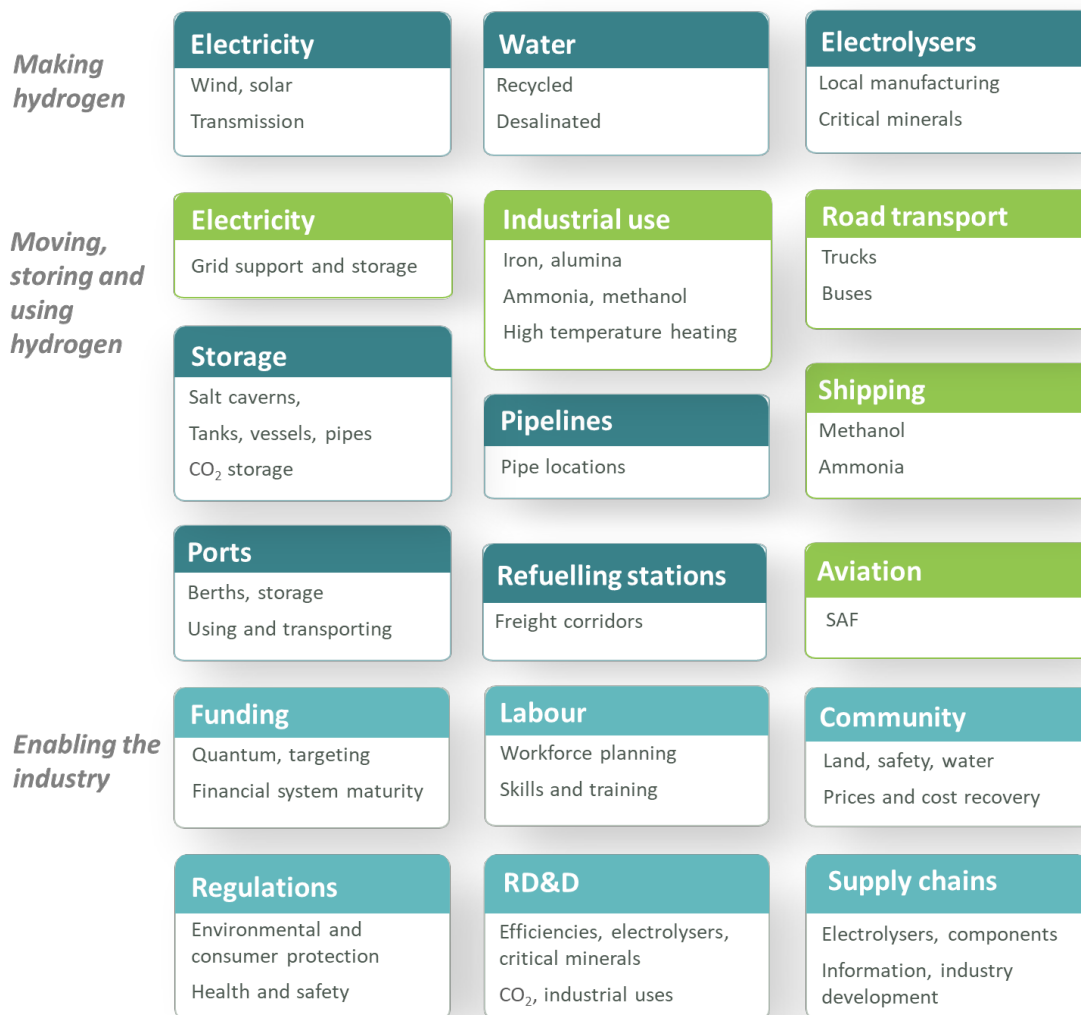 Making
hydrogen
Electricity
Wind, solar
Transmission
Water
Recycled
Desalinated
Electrolysers
Local manufacturing
Critical minerals
Moving,
storing and
using
hydrogen
Electricity
Grid support and storage
Industrial use
Iron, alumina
Ammonia, methanol
High temperature heating
Road transport
Trucks
Buses
Storage
Salt caverns,
Tanks, vessels, pipes
CO₂ storage
Pipelines
Pipe locations
Shipping
Methanol
Ammonia
Ports
Berths, storage
Using and transporting
Refuelling stations
Freight corridors
Aviation
SAF
Enabling the
industry
Funding
Quantum, targeting
Financial system maturity
Labour
Workforce planning
Skills and training
Community
Land, safety, water
Prices and cost recovery
Regulations
Environmental and
consumer protection
Health and safety
RD&D
Efficiencies, electrolysers,
critical minerals
CO₂, industrial uses
Supply chains
Electrolysers, components
Information, industry
development